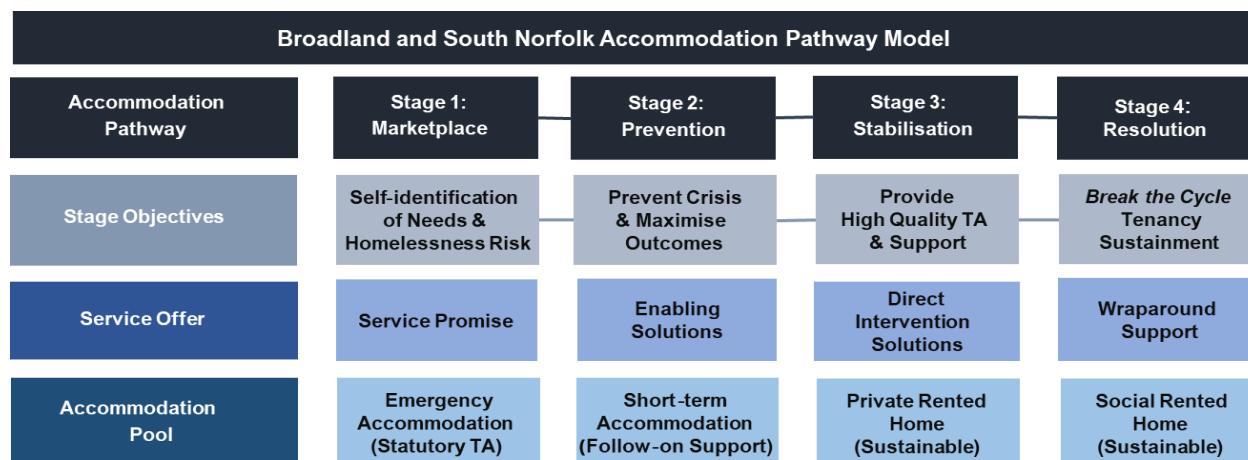 Broadland and South Norfolk Accommodation Pathway Model
Accommodation
Pathway
Stage 1:
Marketplace
Stage 2:
Prevention
Stage 3:
Stabilisation
Stage 4:
Resolution
Stage Objectives
Self-identification
of Needs &
Homelessness Risk
Prevent Crisis
& Maximise
Outcomes
Provide
High Quality TA
& Support
Break the Cycle
Tenancy
Sustainment
Service Offer
Service Promise
Enabling
Solutions
Direct
Intervention
Solutions
Wraparound
Support
Accommodation
Pool
Emergency
Accommodation
(Statutory TA)
Short-term
Accommodation
(Follow-on Support)
Private Rented
Home
(Sustainable)
Social Rented
Home
(Sustainable)